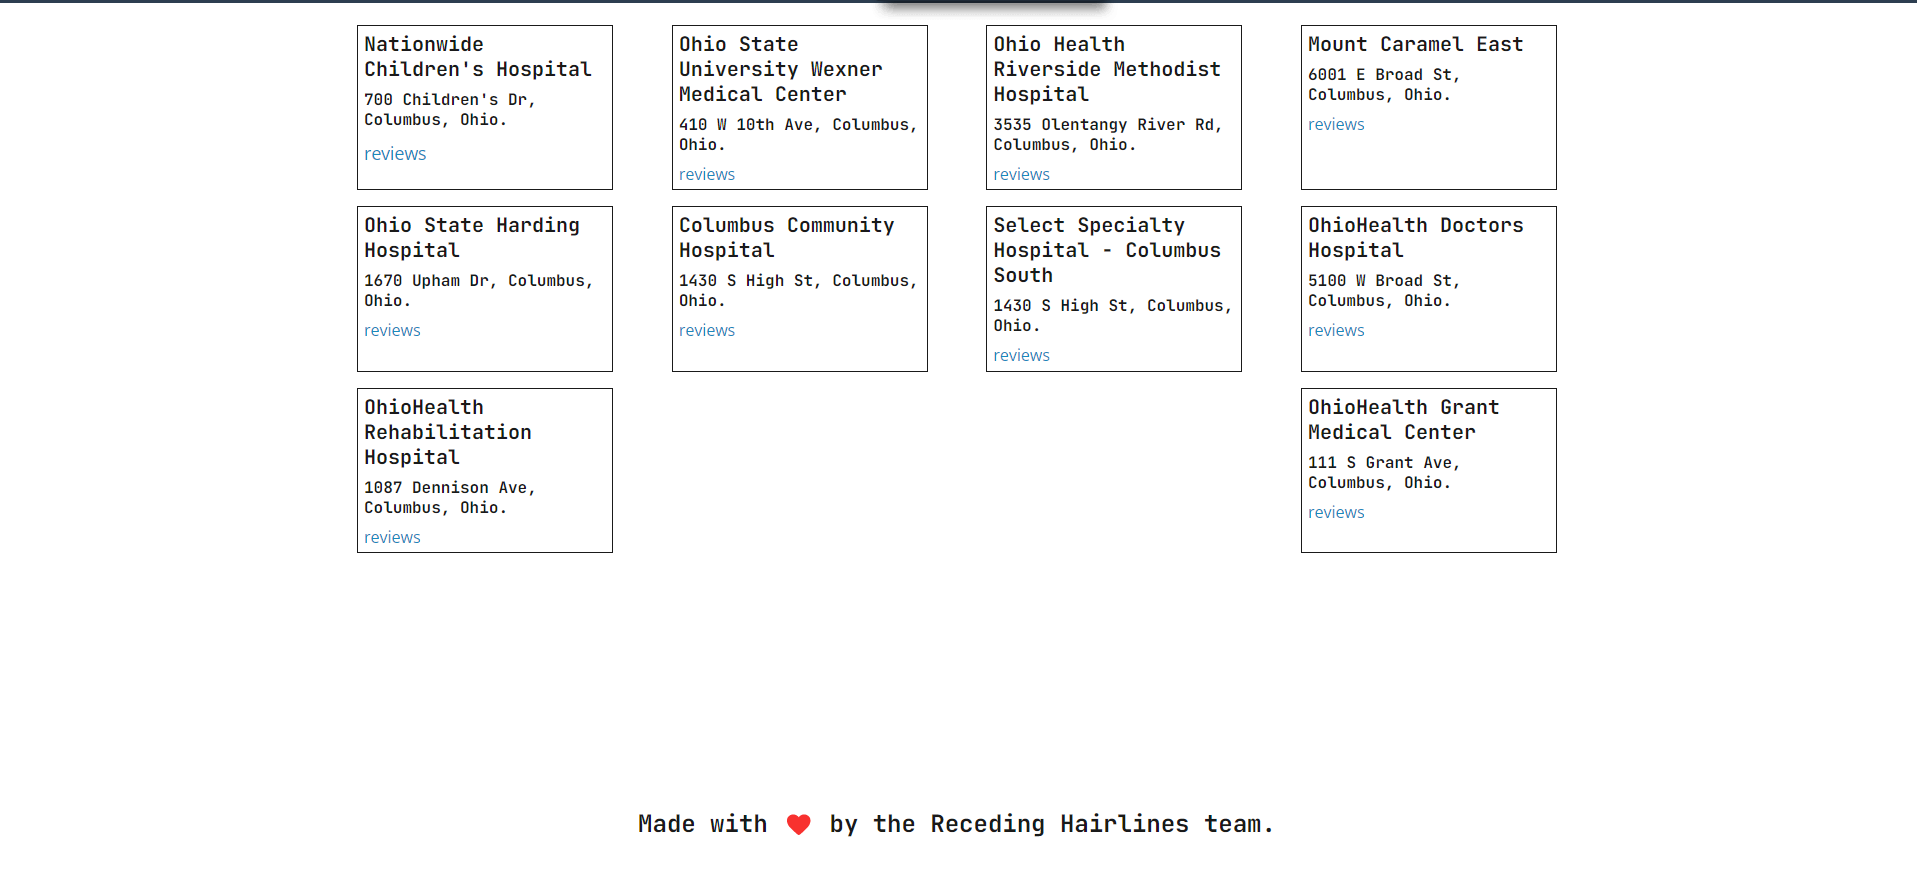 Nationwide
Children's Hospital
700 Children's Dr,
Columbus, Ohio.
reviews
Ohio State
University Wexner
Medical Center
410 W 10th Ave, Columbus,
Ohio.
reviews
Ohio Health
Riverside Methodist
Hospital
3535 Olentangy River Rd,
Columbus, Ohio.
reviews
Mount Caramel East
6001 E Broad St,
Columbus, Ohio.
reviews
Ohio State Harding
Hospital
1670 Upham Dr, Columbus,
Ohio.
reviews
Columbus Community
Hospital
1430 S High St, Columbus,
Ohio.
reviews
Select Specialty
Hospital - Columbus
South
1430 S High St, Columbus,
Ohio.
reviews
OhioHealth Doctors
Hospital
5100 W Broad St,
Columbus, Ohio.
reviews
OhioHealth
Rehabilitation
Hospital
1087 Dennison Ave,
Columbus, Ohio.
reviews
OhioHealth Grant
Medical Center
111 S Grant Ave,
Columbus, Ohio.
reviews
Made with ❤ by the Receding Hairlines team.